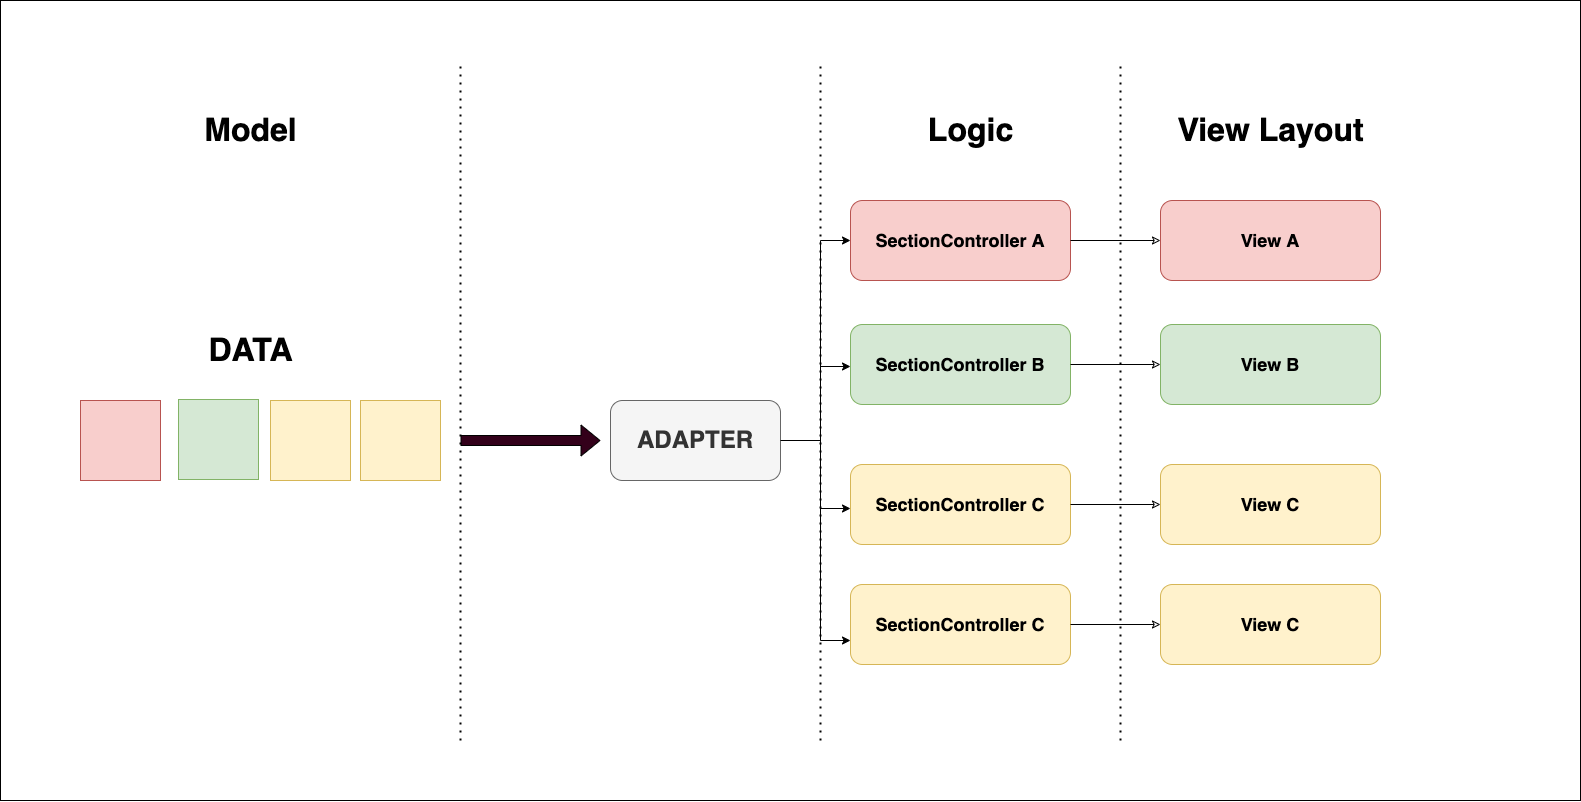 Model
Logic
View Layout
DATA
ADAPTER
SectionController A
View A
SectionController B
View B
SectionController C
View C
SectionController C
View C